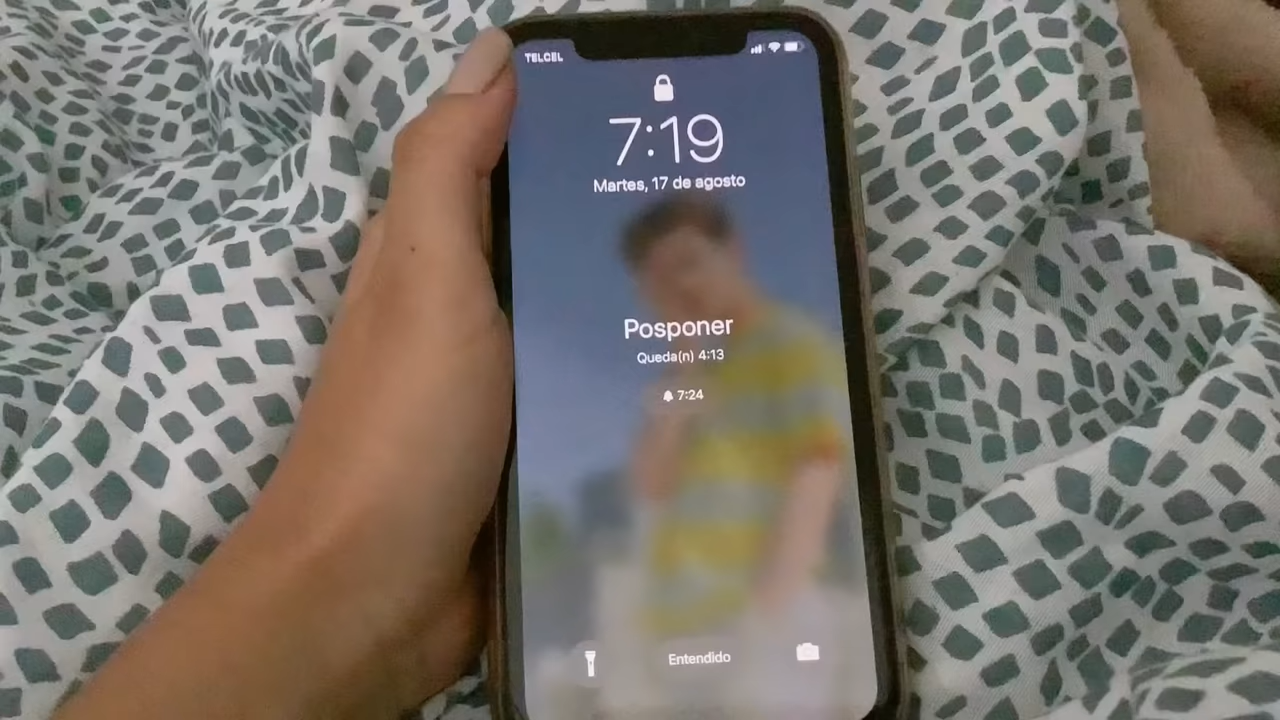 TELCEL
7:19
Martes, 17 de agosto
Posponer
Queda(n) 4:13
7:24
Entendido